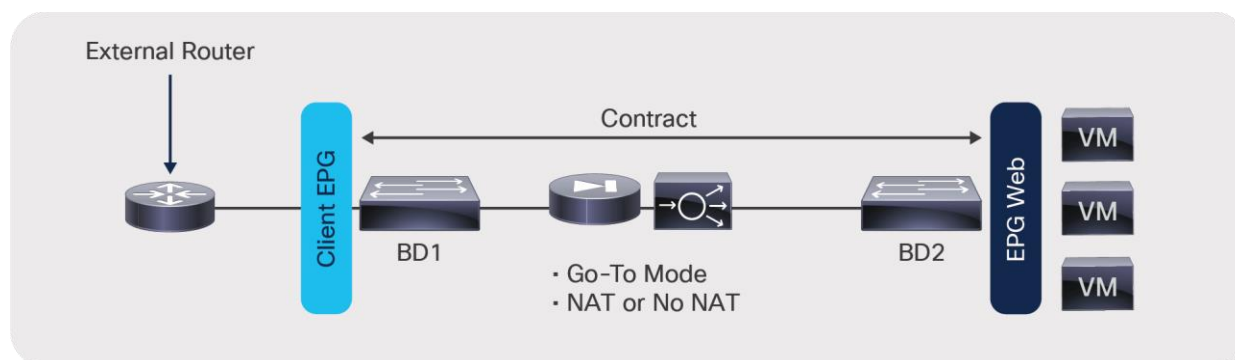 External Router
Client EPG
Contract
BD1
BD2
· Go-To Mode
· NAT or No NAT
EPG Web
VM
VM
VM